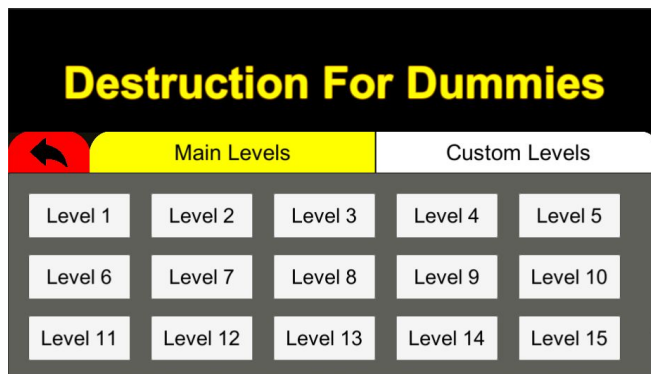 Destruction For Dummies
Main Levels Custom Levels
Level 1 Level 2 Level 3 Level 4 Level 5
Level 6 Level 7 Level 8 Level 9 Level 10
Level 11 Level 12 Level 13 Level 14 Level 15